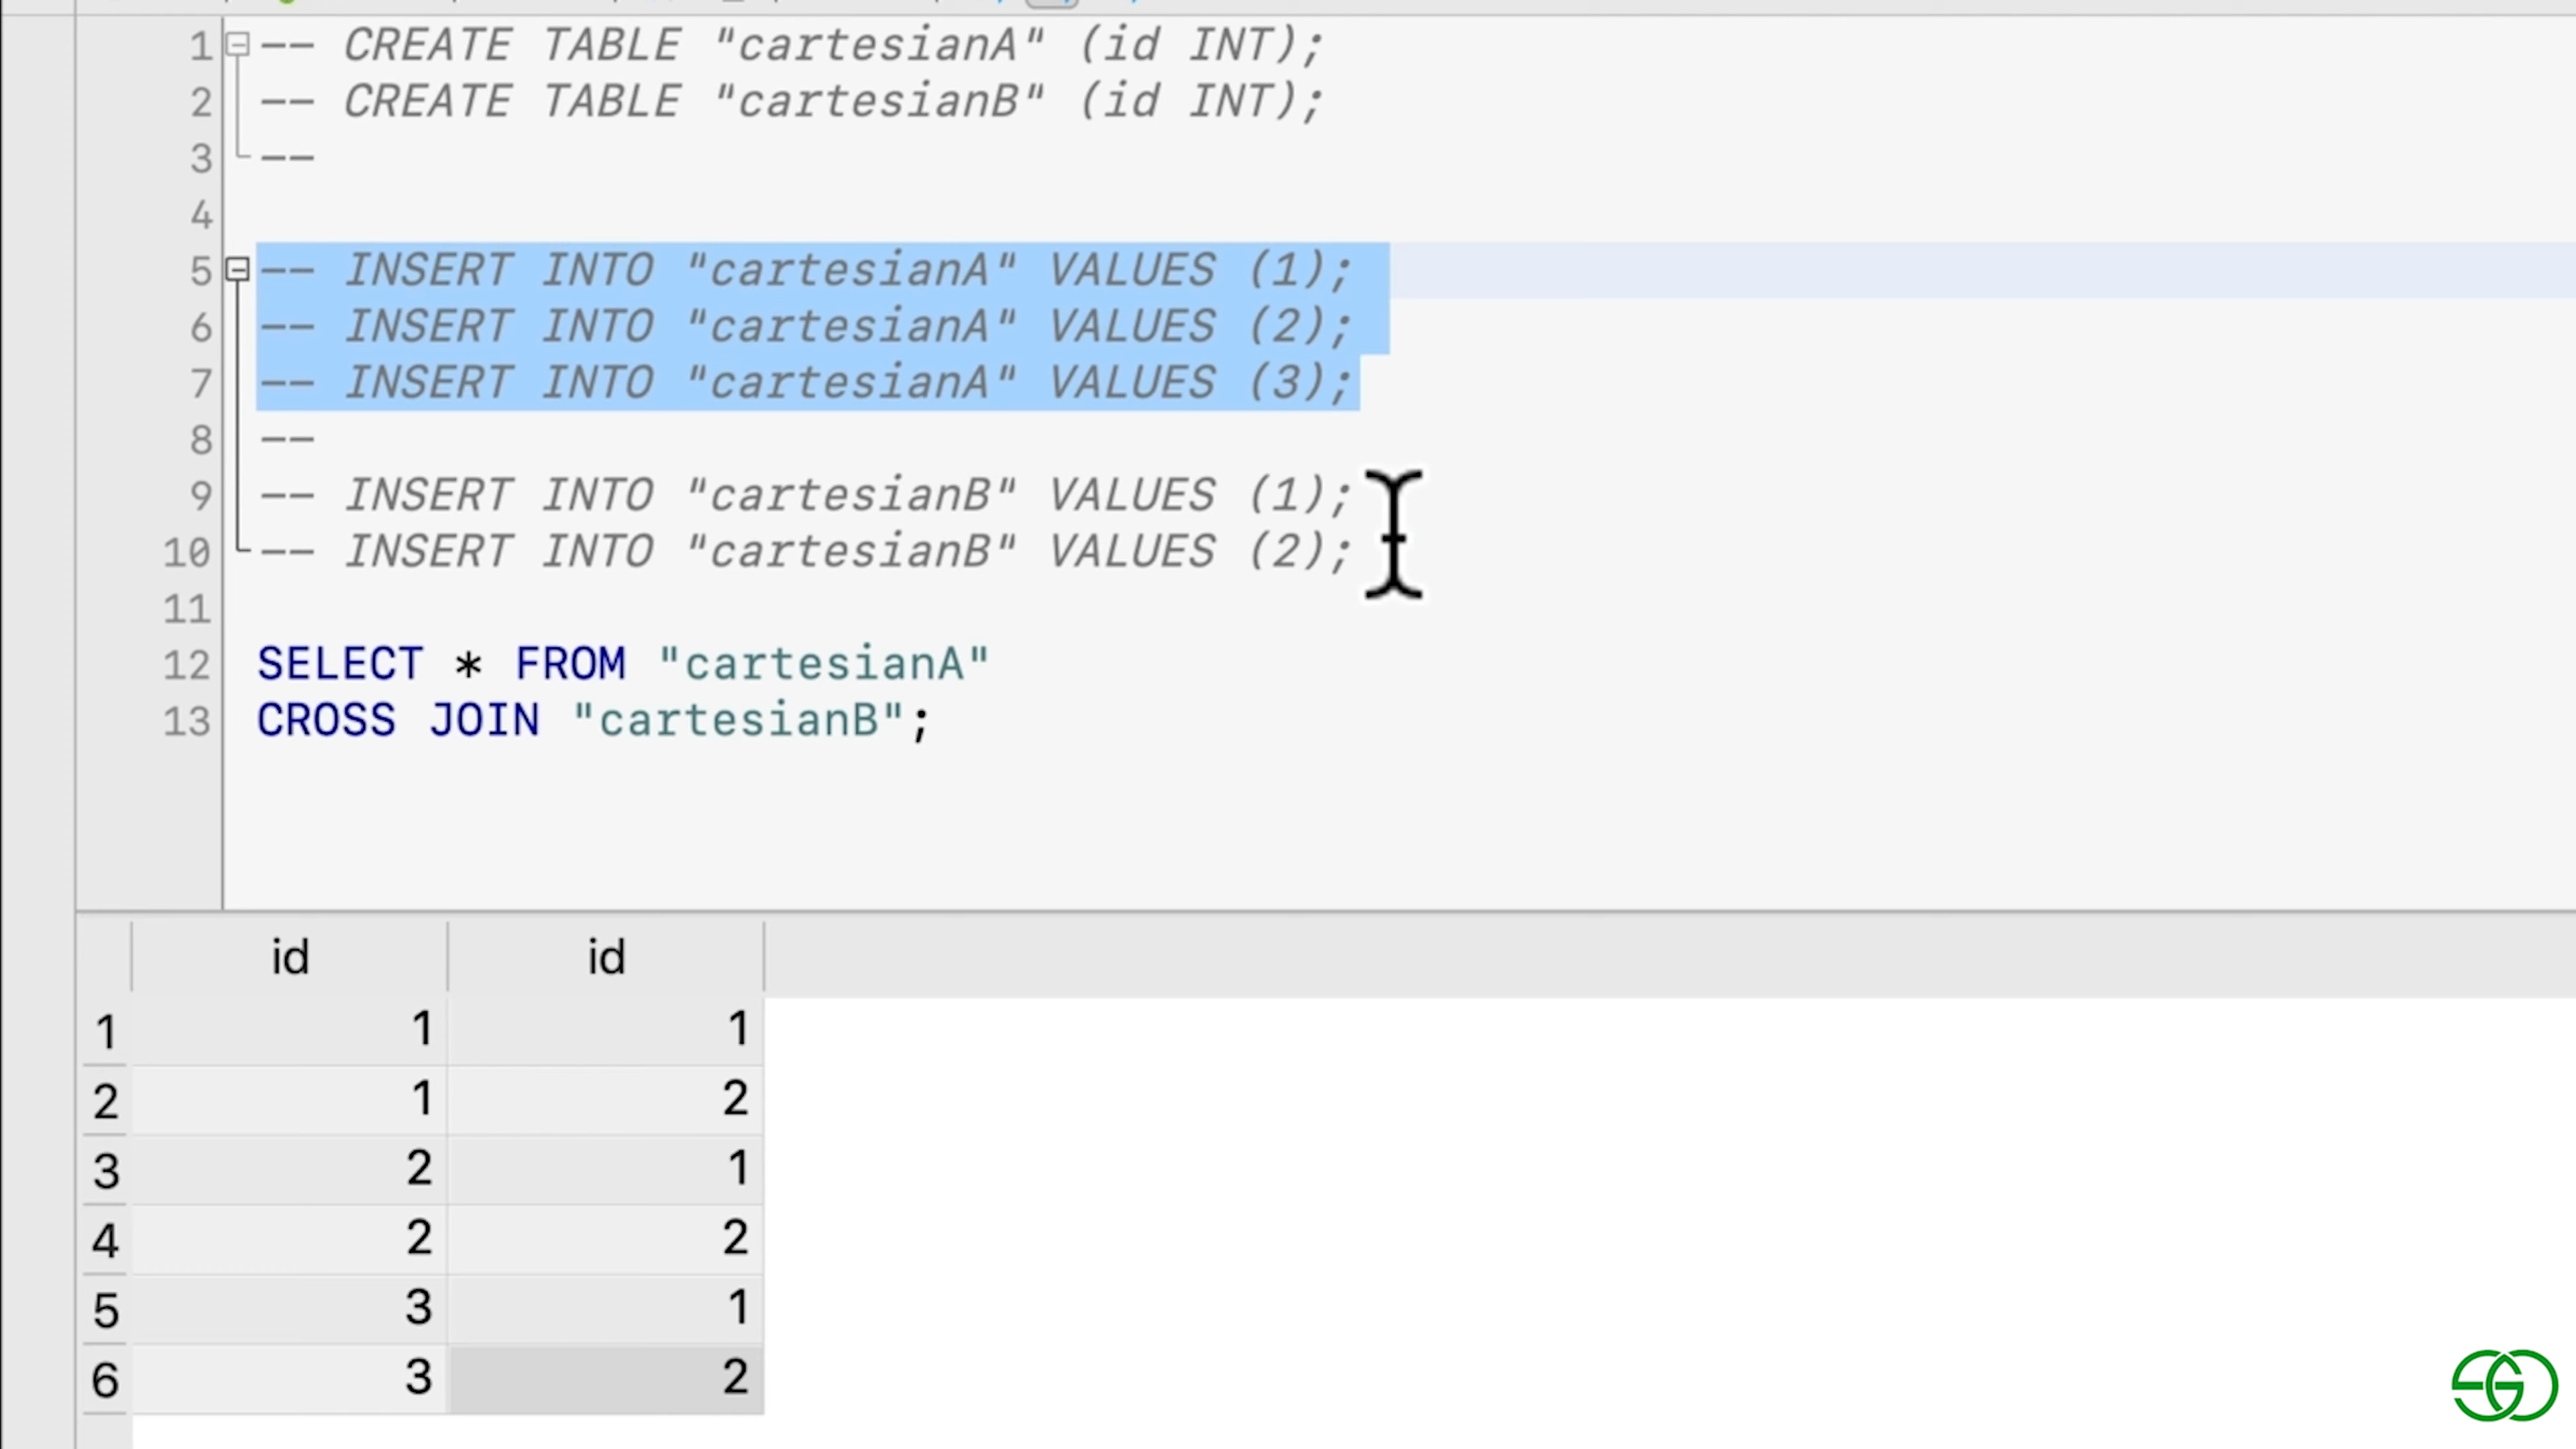 1 -- CREATE TABLE "cartesianA" (id INT);
2 -- CREATE TABLE "cartesianB" (id INT);
3 --
4
5 -- INSERT INTO "cartesianA" VALUES (1);
6 -- INSERT INTO "cartesianA" VALUES (2);
7 -- INSERT INTO "cartesianA" VALUES (3);
8 --
9 -- INSERT INTO "cartesianB" VALUES (1);
10 -- INSERT INTO "cartesianB" VALUES (2);
11
12 SELECT * FROM "cartesianA"
13 CROSS JOIN "cartesianB";
id id
1 1 1
2 1 2
3 2 1
4 2 2
5 3 1
6 3 2